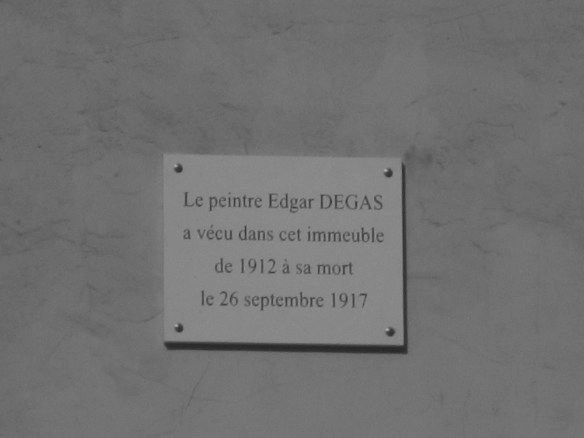 Le peintre Edgar DEGAS
a vécu dans cet immeuble
de 1912 à sa mort
le 26 septembre 1917